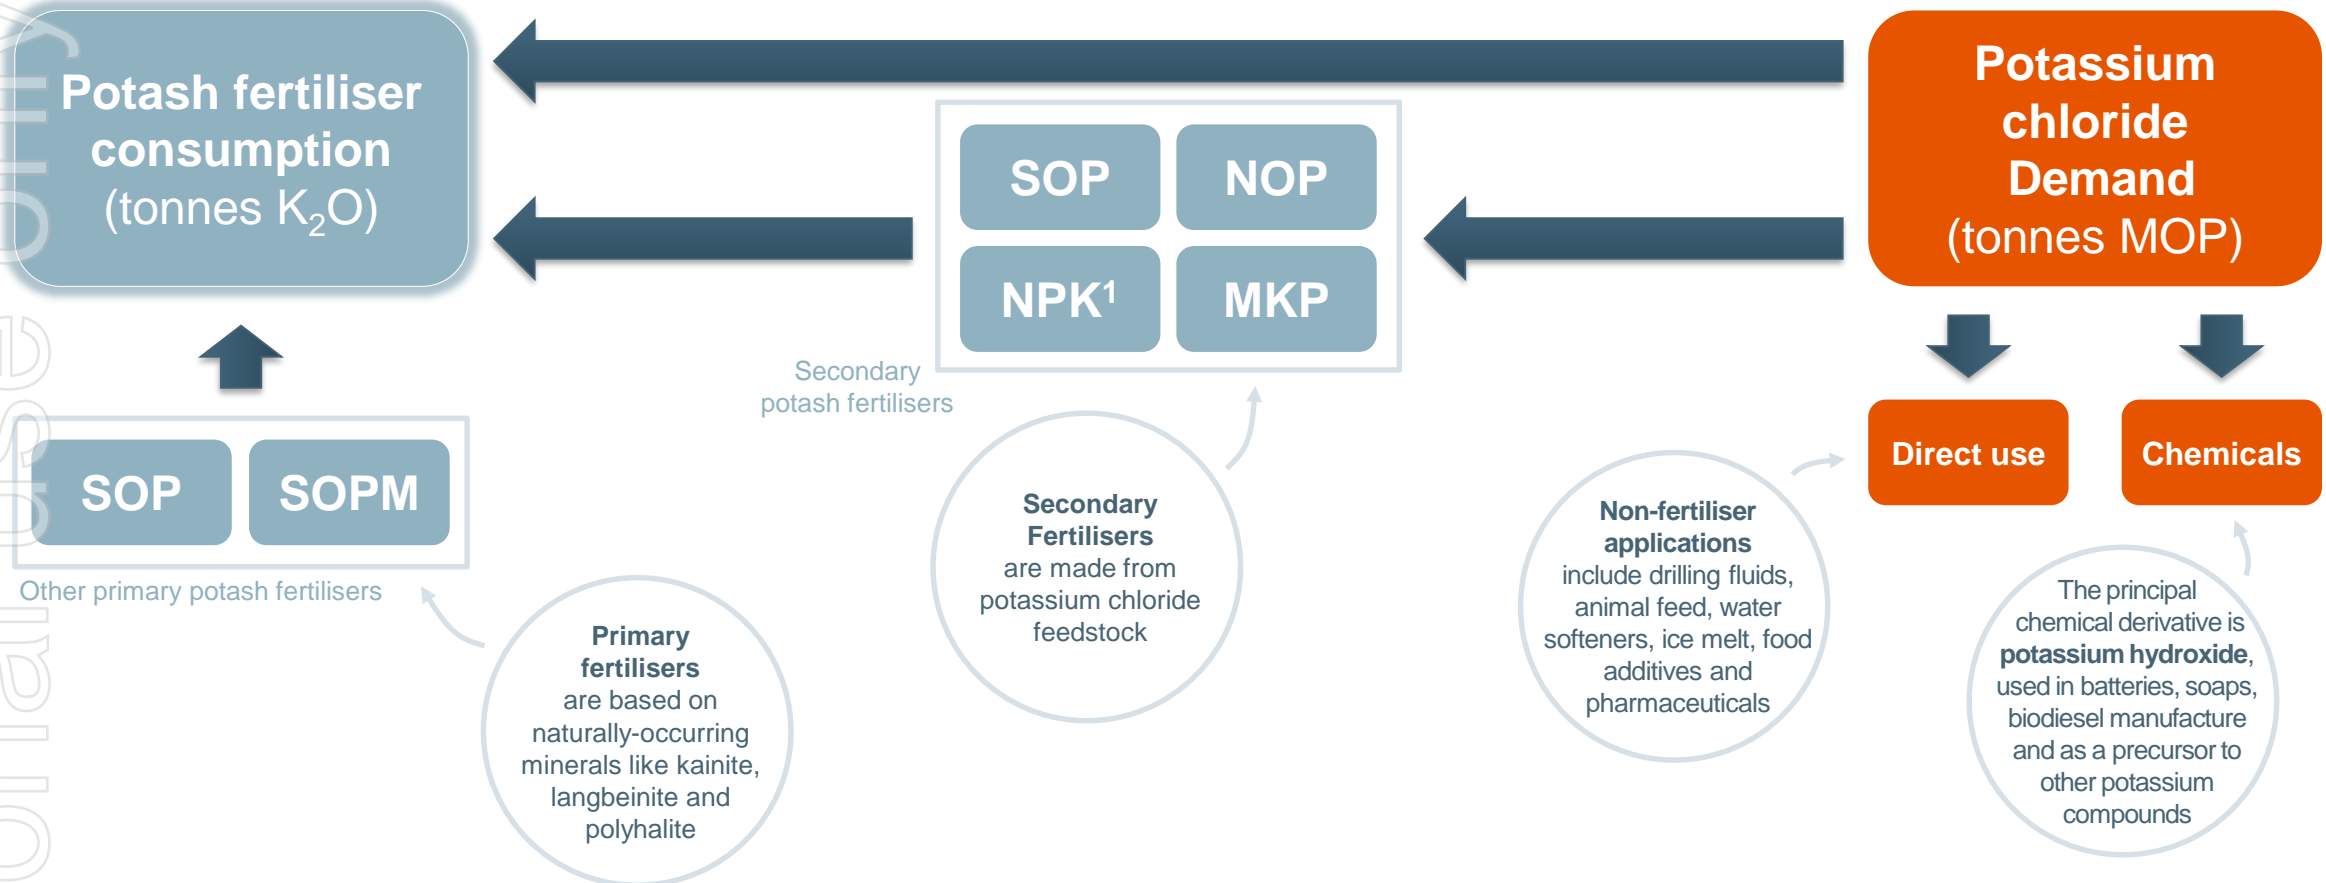 Potash fertiliser
consumption
(tonnes K₂O)
Potassium
chloride
Demand
(tonnes MOP)
SOP
NOP
NPK¹
MKP
Secondary
potash fertilisers
SOP
SOPM
Other primary potash fertilisers
Direct use
Chemicals
Primary
fertilisers
are based on
naturally-occurring
minerals like kainite,
langbeinite and
polyhalite
Secondary
Fertilisers
are made from
potassium chloride
feedstock
Non-fertiliser
applications
include drilling fluids,
animal feed, water
softeners, ice melt, food
additives and
pharmaceuticals
The principal
chemical derivative is
potassium hydroxide,
used in batteries, soaps,
biodiesel manufacture
and as a precursor to
other potassium
compounds
onal use only